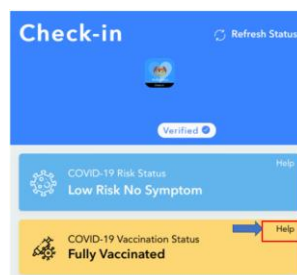 Check-in
Refresh Status
Verified
Help
COVID-19 Risk Status
Low Risk No Symptom
Help
COVID-19 Vaccination Status
Fully Vaccinated